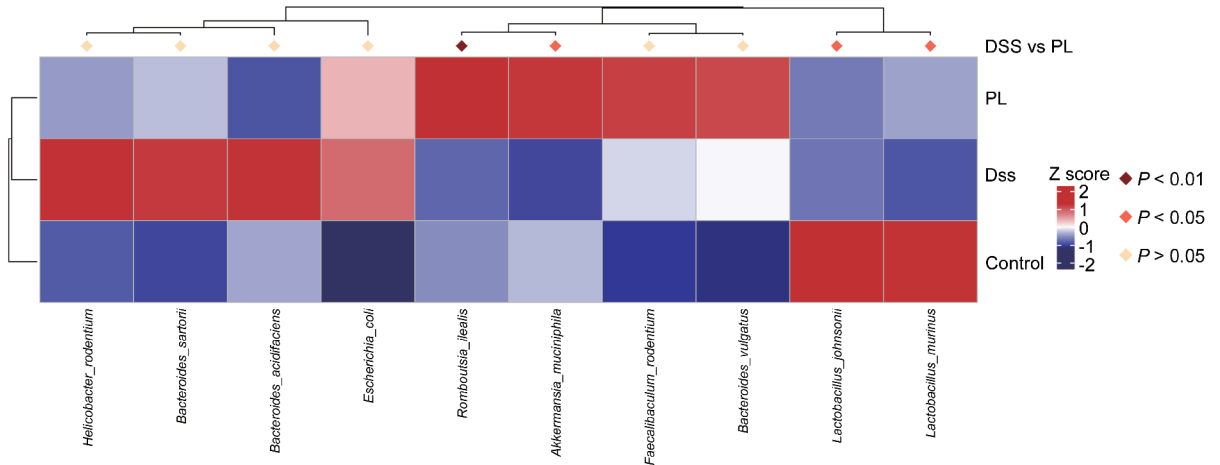 DSS vs PL
PL
Dss
Control
Z score
2
1
0
-1
-2
P < 0.01
P < 0.05
P > 0.05
Helicobacter_rodentium
Bacteroides_sartorii
Bacteroides_acidifaciens
Escherichia_coli
Romboutsia_ilealis
Akkermansia_muciniphila
Faecalibaculum_rodentium
Bacteroides_vulgatus
Lactobacillus_johnsonii
Lactobacillus_murinus